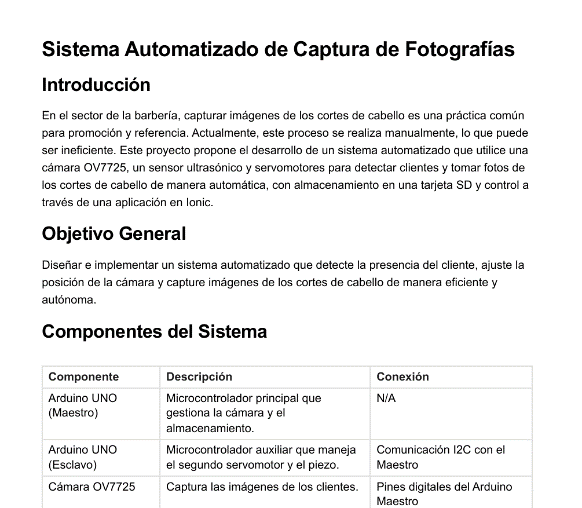 Sistema Automatizado de Captura de Fotografías
Introducción
En el sector de la barbería, capturar imágenes de los cortes de cabello es una práctica común
para promoción y referencia. Actualmente, este proceso se realiza manualmente, lo que puede
ser ineficiente. Este proyecto propone el desarrollo de un sistema automatizado que utilice una
cámara OV7725, un sensor ultrasónico y servomotores para detectar clientes y tomar fotos de
los cortes de cabello de manera automática, con almacenamiento en una tarjeta SD y control a
través de una aplicación en Ionic.
Objetivo General
Diseñar e implementar un sistema automatizado que detecte la presencia del cliente, ajuste la
posición de la cámara y capture imágenes de los cortes de cabello de manera eficiente y
autónoma.
Componentes del Sistema
Componente Descripción Conexión
Arduino UNO Microcontrolador principal que N/A
(Maestro) gestiona la cámara y el
almacenamiento.
Arduino UNO Microcontrolador auxiliar que maneja Comunicación I2C con el
(Esclavo) el segundo servomotor y el piezo. Maestro
Cámara OV7725 Captura las imágenes de los clientes. Pines digitales del Arduino
Maestro